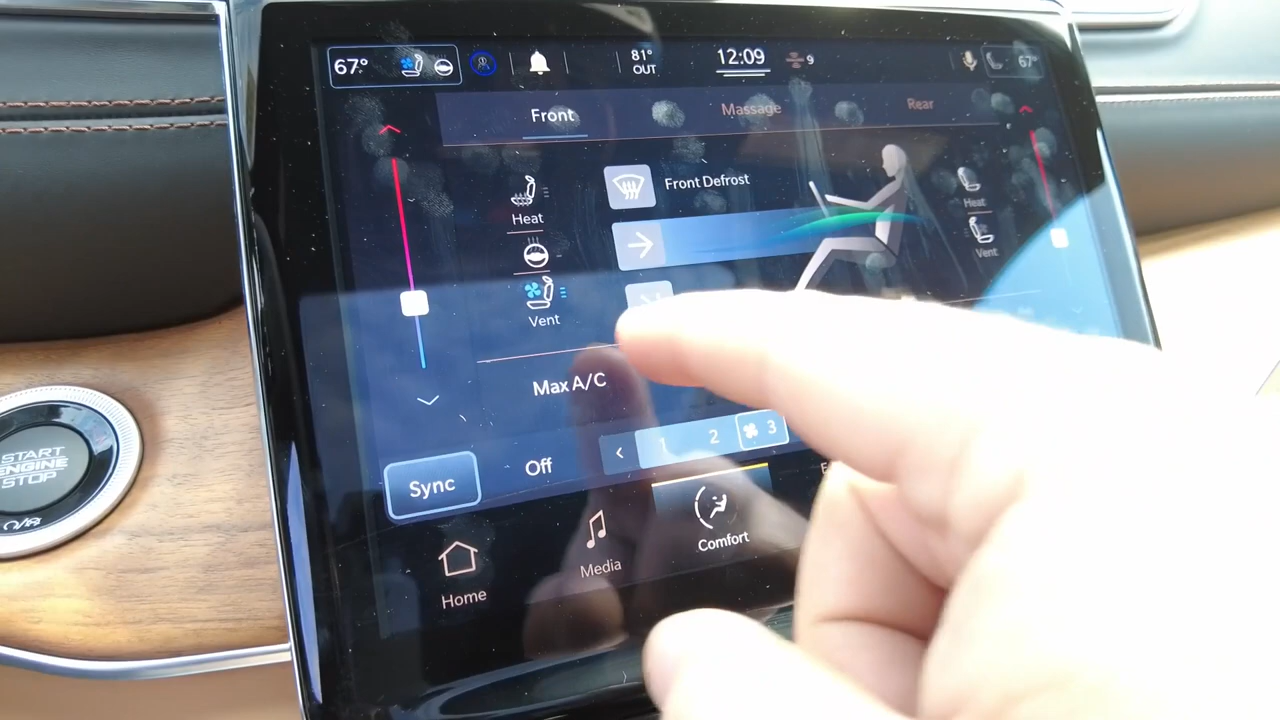 67°
81°
OUT
12:09
9
67°
Front
Massage
Rear
Front Defrost
Heat
Heat
Vent
Vent
Max A/C
1
2
3
Off
Sync
Comfort
Media
Home
START
ENGINE
STOP